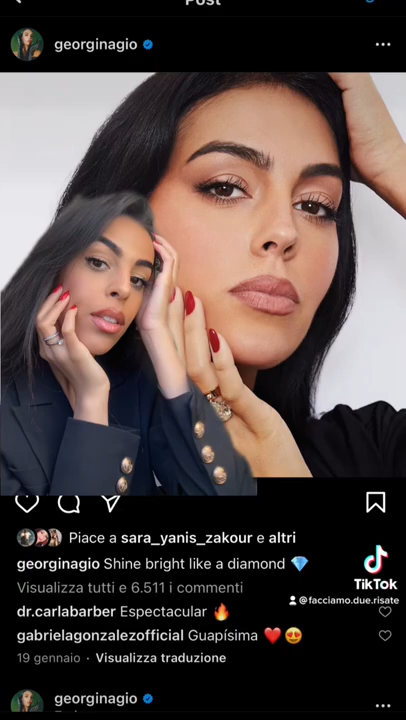 Post
georginagio
Piace a sara_yanis_zakour e altri
georginagio Shine bright like a diamond 💎
Visualizza tutti e 6.511 i commenti
TikTok
@facciamo.due.risate
dr.carlabarber Espectacular 🔥
gabrielagonzalezofficial Guapísima ❤️😍
19 gennaio · Visualizza traduzione
georginagio